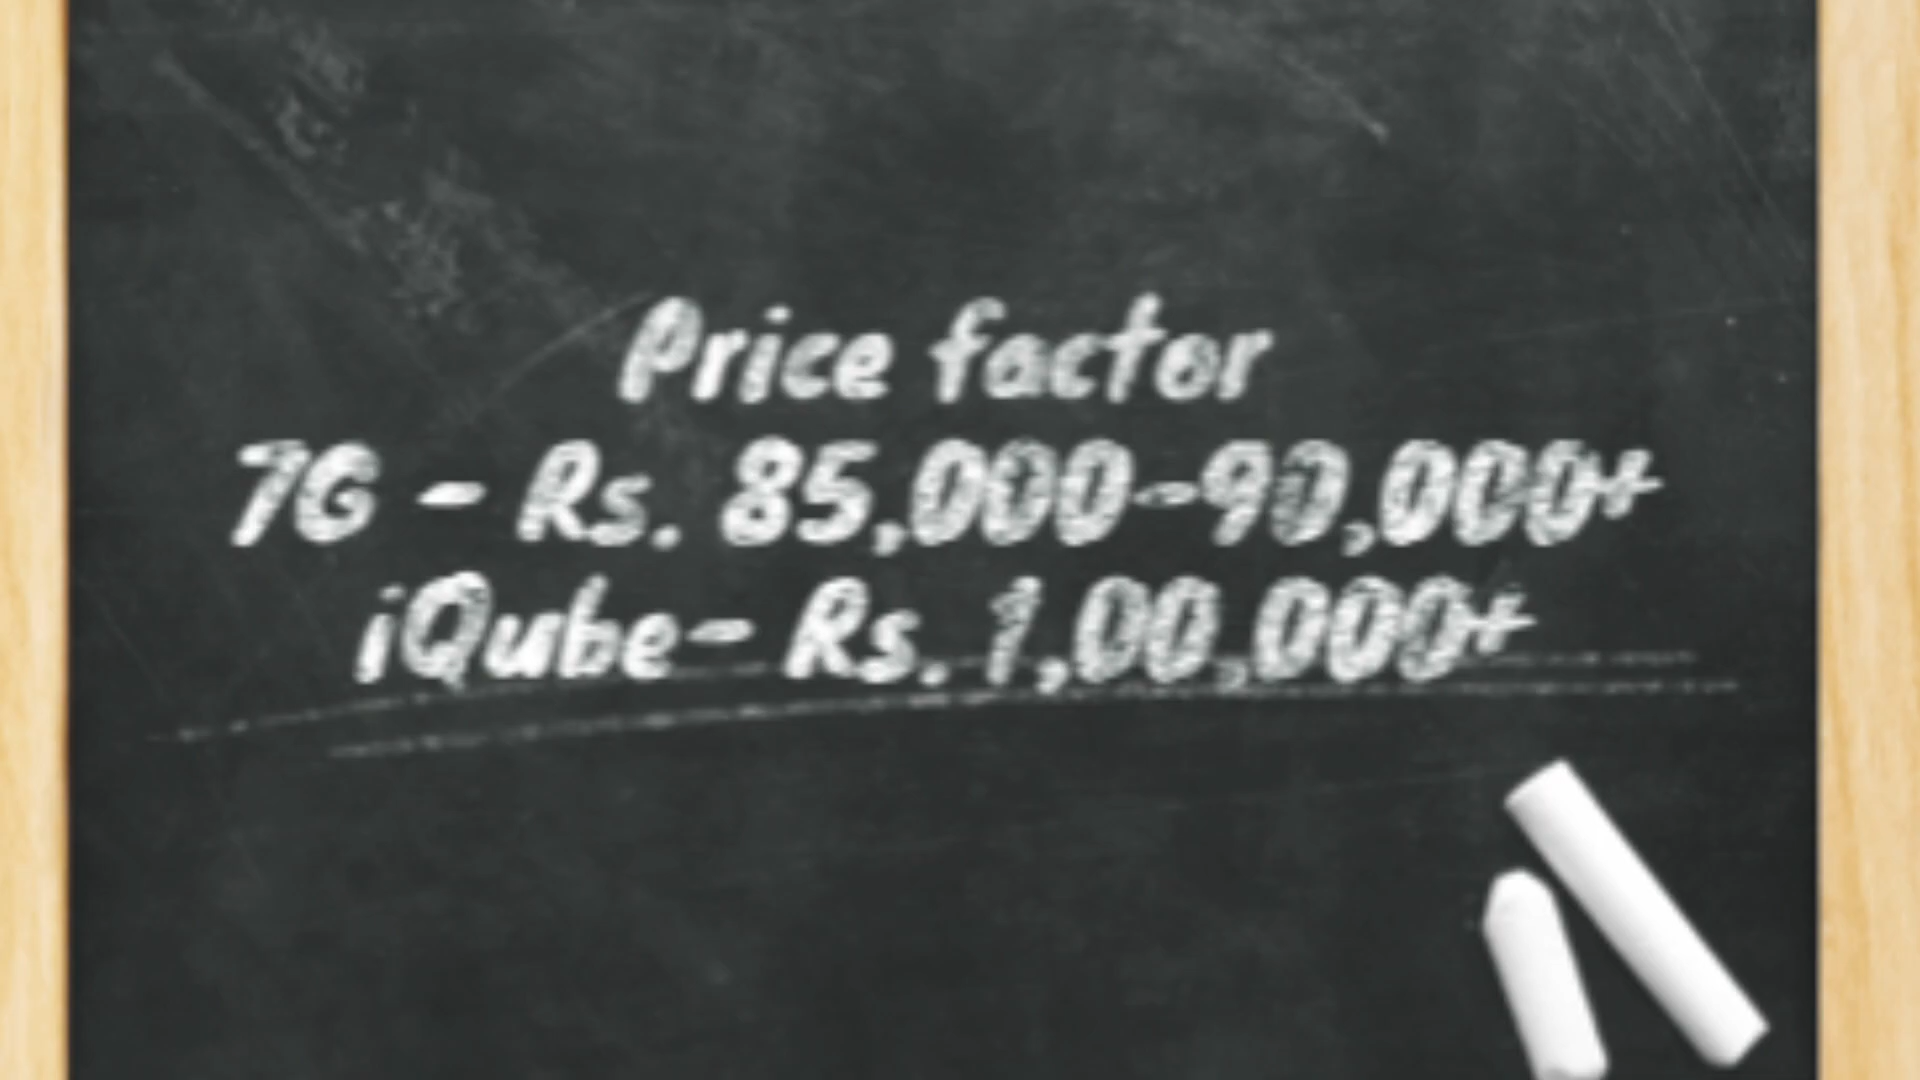 Price factor
7G - Rs. 85,000-90,000+
iQube- Rs. 1,00,000+